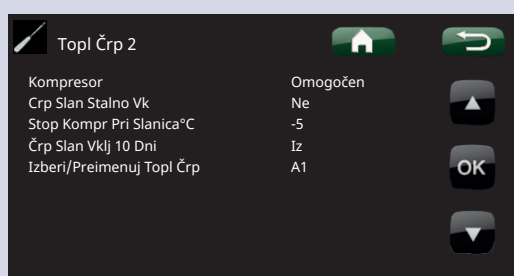 Topl Črp 2
Kompresor Omogočen
Crp Slan Stalno Vk Ne
Stop Kompr Pri Slanica°C -5
Črp Slan Vklj 10 Dni Iz
Izberi/Preimenuj Topl Črp A1
OK